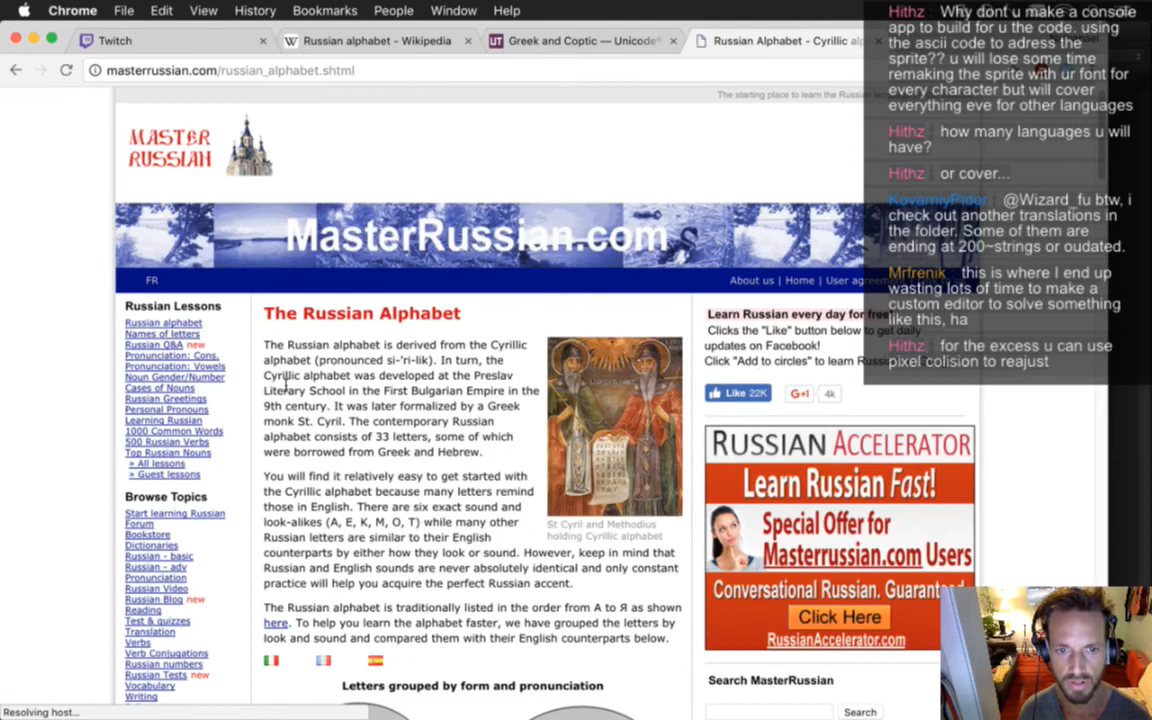 Chrome File Edit View History Bookmarks People Window Help
Twitch
Russian alphabet - Wikipedia
Greek and Coptic — Unicode
Russian Alphabet - Cyrillic alp
masterrussian.com/russian_alphabet.shtml
The starting place to learn the Russian
MASTER
RUSSIAN
MasterRussian.com
FR
About us | Home | User
Russian Lessons
Russian alphabet
Names of letters
Russian Q&A new
Pronunciation: Cons.
Pronunciation: Vowels
Noun Gender/Number
Cases of Nouns
Russian Greetings
Personal Pronouns
Learning Russian
1000 Common Words
500 Russian Verbs
Top Russian Nouns
» All lessons
» Guest lessons
Browse Topics
Start learning Russian
Forum
Bookstore
Dictionaries
Russian - basic
Russian - adv
Pronunciation
Russian Video
Russian Blog new
Reading
Test & quizzes
Translation
Verbs
Verb Conjugations
Russian numbers
Russian Tests new
Vocabulary
Writing
The Russian Alphabet
The Russian alphabet is derived from the Cyrillic
alphabet (pronounced si-'ri-lik). In turn, the
Cyrillic alphabet was developed at the Preslav
Literary School in the First Bulgarian Empire in the
9th century. It was later formalized by a Greek
monk St. Cyril. The contemporary Russian
alphabet consists of 33 letters, some of which
were borrowed from Greek and Hebrew.
You will find it relatively easy to get started with
the Cyrillic alphabet because many letters remind
those in English. There are six exact sound and
look-alikes (A, E, K, M, O, T) while many other
Russian letters are similar to their English
counterparts by either how they look or sound. However, keep in mind that
Russian and English sounds are never absolutely identical and only constant
practice will help you acquire the perfect Russian accent.
The Russian alphabet is traditionally listed in the order from А to Я as shown
here. To help you learn the alphabet faster, we have grouped the letters by
look and sound and compared them with their English counterparts below.
Letters grouped by form and pronunciation
St Cyril and Methodius
holding Cyrillic alphabet
Learn Russian every day for free
Clicks the "Like" button below to get daily
updates on Facebook!
Click "Add to circles" to learn
Like 22K
G+1 4k
RUSSIAN ACCELERATOR
Learn Russian Fast!
Special Offer for
Masterrussian.com
Users
Conversational Russian.
Click Here
RussianAccelerator.com
Search MasterRussian
Search
Hithz Why dont u make a console
app to build for u the code. using
the ascii code to adress the
sprite?? u will lose some time
remaking the sprite with ur font for
every character but will cover
everything eve for other languages
Hithz how many languages u will
have?
Hithz or cover...
KovarniyPidor @Wizard_fu btw, i
check out another translations in
the folder. Some of them are
ending at 200~strings or oudated.
Mrfrenik this is where I end up
wasting lots of time to make a
custom editor to solve something
like this, ha
Hithz for the excess u can use
pixel colision to reajust
Resolving host...